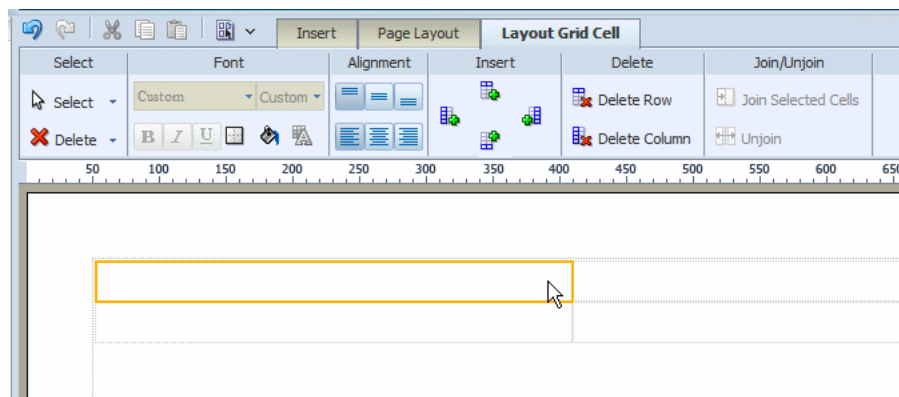 Insert Page Layout Layout Grid Cell
Select Font Alignment Insert Delete Join/Unjoin
Select Custom Custom Delete Row Join Selected Cells
Delete B I U A Delete Column Unjoin
50 100 150 200 250 300 350 400 450 500 550 600 650